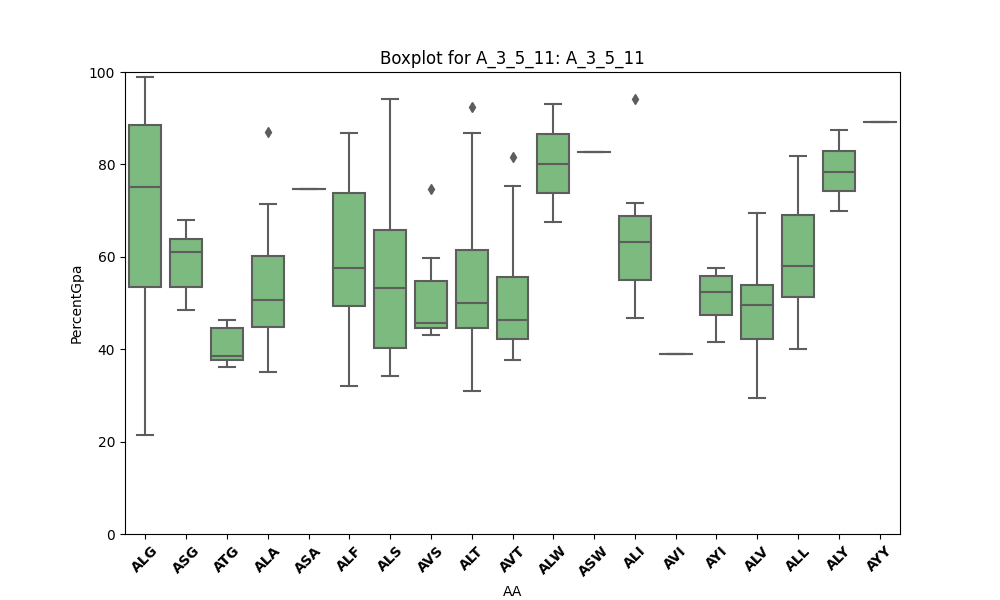 Boxplot for A_3_5_11: A_3_5_11
PercentGpa
100
80
60
40
20
0
ALG ASG ATG ALA ASA ALF ALS AVS ALT AVT ALW ASW ALI AVI AYI ALV ALL ALY AYY
AA